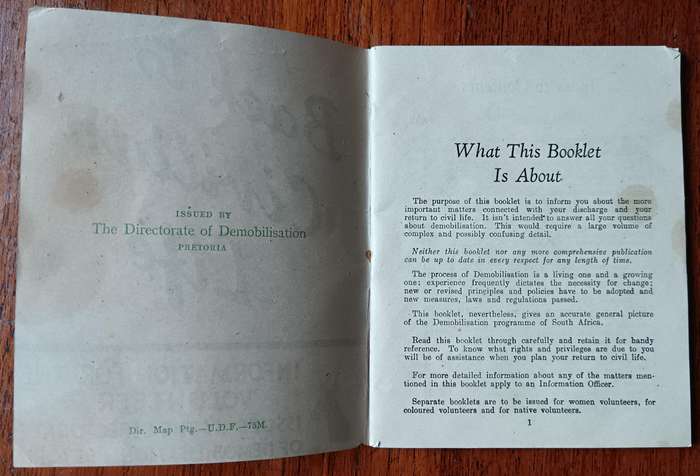 ISSUED BY
The Directorate of Demobilisation
PRETORIA
Dir. Map Ptg.—U.D.F.—75M.
What This Booklet
Is About
The purpose of this booklet is to inform you about the more
important matters connected with your discharge and your
return to civil life. It isn't intended to answer all your questions
about demobilisation. This would require a large volume of
complex and possibly confusing detail.
Neither this booklet nor any more comprehensive publication
can be up to date in every respect for any length of time.
The process of Demobilisation is a living one and a growing
one; experience frequently dictates the necessity for change;
new or revised principles and policies have to be adopted and
new measures, laws and regulations passed.
This booklet, nevertheless, gives an accurate general picture
of the Demobilisation programme of South Africa.
Read this booklet through carefully and retain it for handy
reference. To know what rights and privileges are due to you
will be of assistance when you plan your return to civil life.
For more detailed information about any of the matters men-
tioned in this booklet apply to an Information Officer.
Separate booklets are to be issued for women volunteers, for
coloured volunteers and for native volunteers.
1